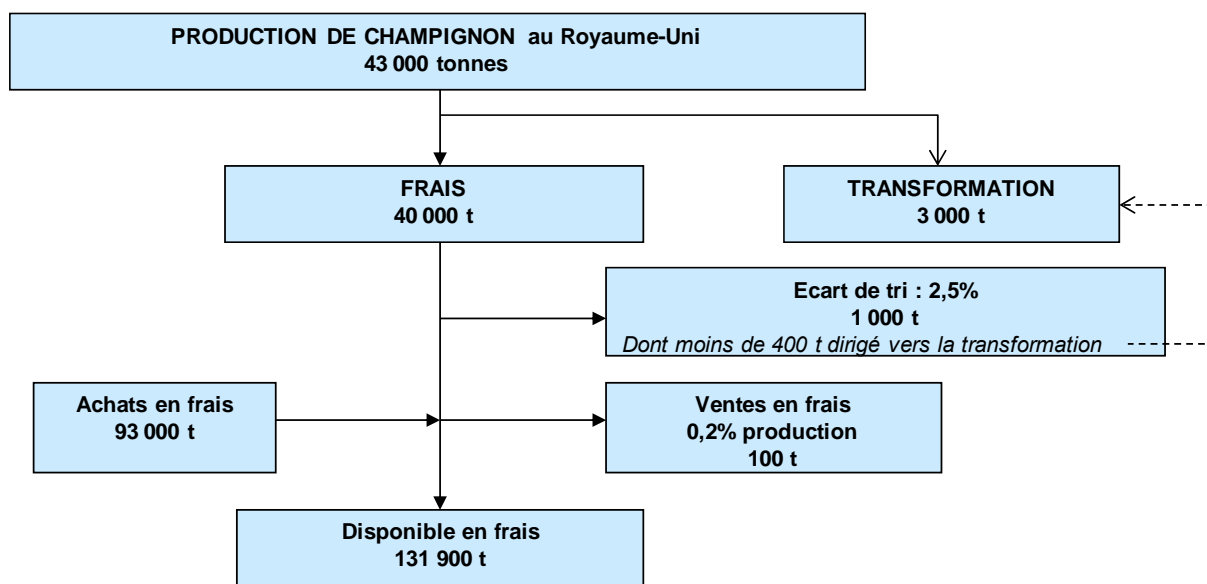 PRODUCTION DE CHAMPIGNON au Royaume-Uni
43 000 tonnes
FRAIS
40 000 t
TRANSFORMATION
3 000 t
Ecart de tri : 2,5%
1 000 t
Dont moins de 400 t dirigé vers la transformation
Achats en frais
93 000 t
Ventes en frais
0,2% production
100 t
Disponible en frais
131 900 t